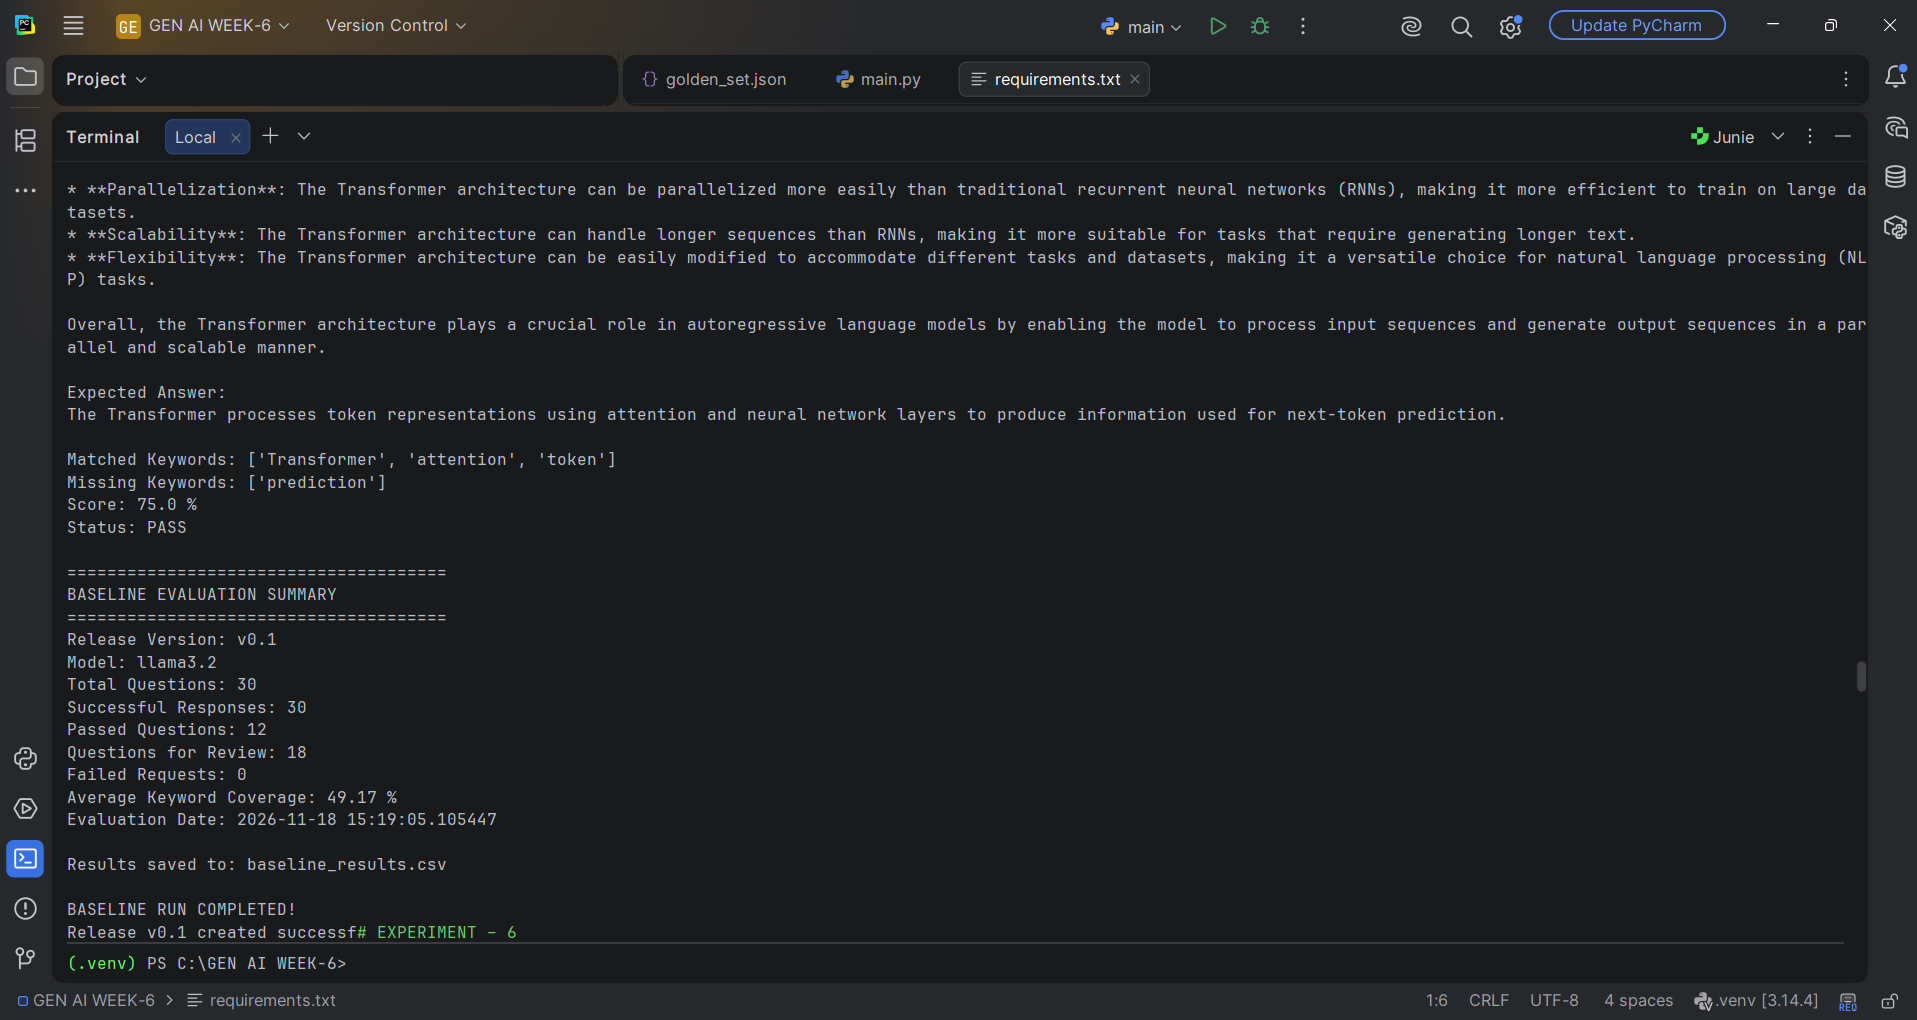 GE GEN AI WEEK-6
Version Control
main
Update PyCharm
Project
golden_set.json
main.py
requirements.txt
Terminal
Local
Junie
* **Parallelization**: The Transformer architecture can be parallelized more easily than traditional recurrent neural networks (RNNs), making it more efficient to train on large da
tasets.
* **Scalability**: The Transformer architecture can handle longer sequences than RNNs, making it more suitable for tasks that require generating longer text.
* **Flexibility**: The Transformer architecture can be easily modified to accommodate different tasks and datasets, making it a versatile choice for natural language processing (NL
P) tasks.
Overall, the Transformer architecture plays a crucial role in autoregressive language models by enabling the model to process input sequences and generate output sequences in a par
allel and scalable manner.
Expected Answer:
The Transformer processes token representations using attention and neural network layers to produce information used for next-token prediction.
Matched Keywords: ['Transformer', 'attention', 'token']
Missing Keywords: ['prediction']
Score: 75.0 %
Status: PASS
======================================
BASELINE EVALUATION SUMMARY
======================================
Release Version: v0.1
Model: llama3.2
Total Questions: 30
Successful Responses: 30
Passed Questions: 12
Questions for Review: 18
Failed Requests: 0
Average Keyword Coverage: 49.17 %
Evaluation Date: 2026-11-18 15:19:05.105447
Results saved to: baseline_results.csv
BASELINE RUN COMPLETED!
Release v0.1 created successf# EXPERIMENT - 6
(.venv) PS C:\GEN AI WEEK-6>
GEN AI WEEK-6 > requirements.txt
1:6 CRLF UTF-8 4 spaces .venv [3.14.4] REQ